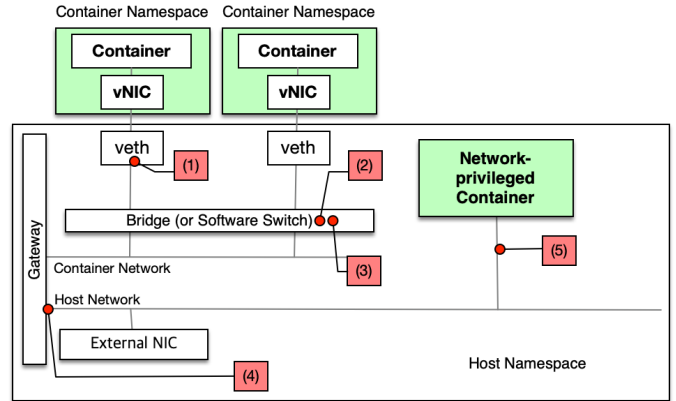 Container Namespace
Container Namespace
Container
Container
vNIC
vNIC
veth
veth
(1)
(2)
Network-
privileged
Container
Bridge (or Software Switch)
Gateway
(5)
Container Network
(3)
Host Network
External NIC
Host Namespace
(4)